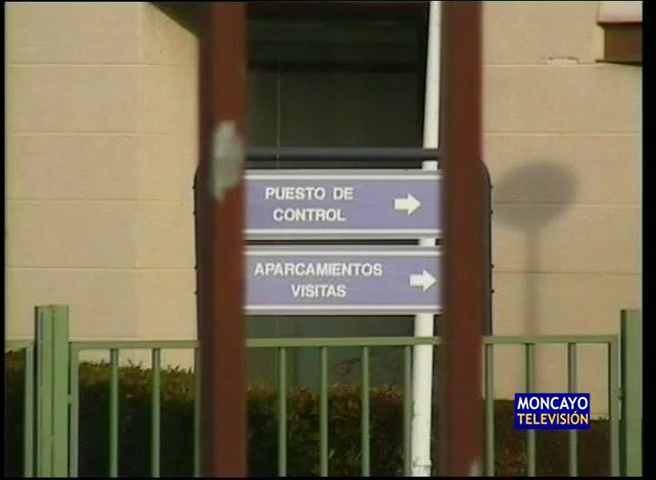 PUESTO DE
CONTROL
APARCAMIENTOS
VISITAS
MONCAYO
TELEVISIÓN